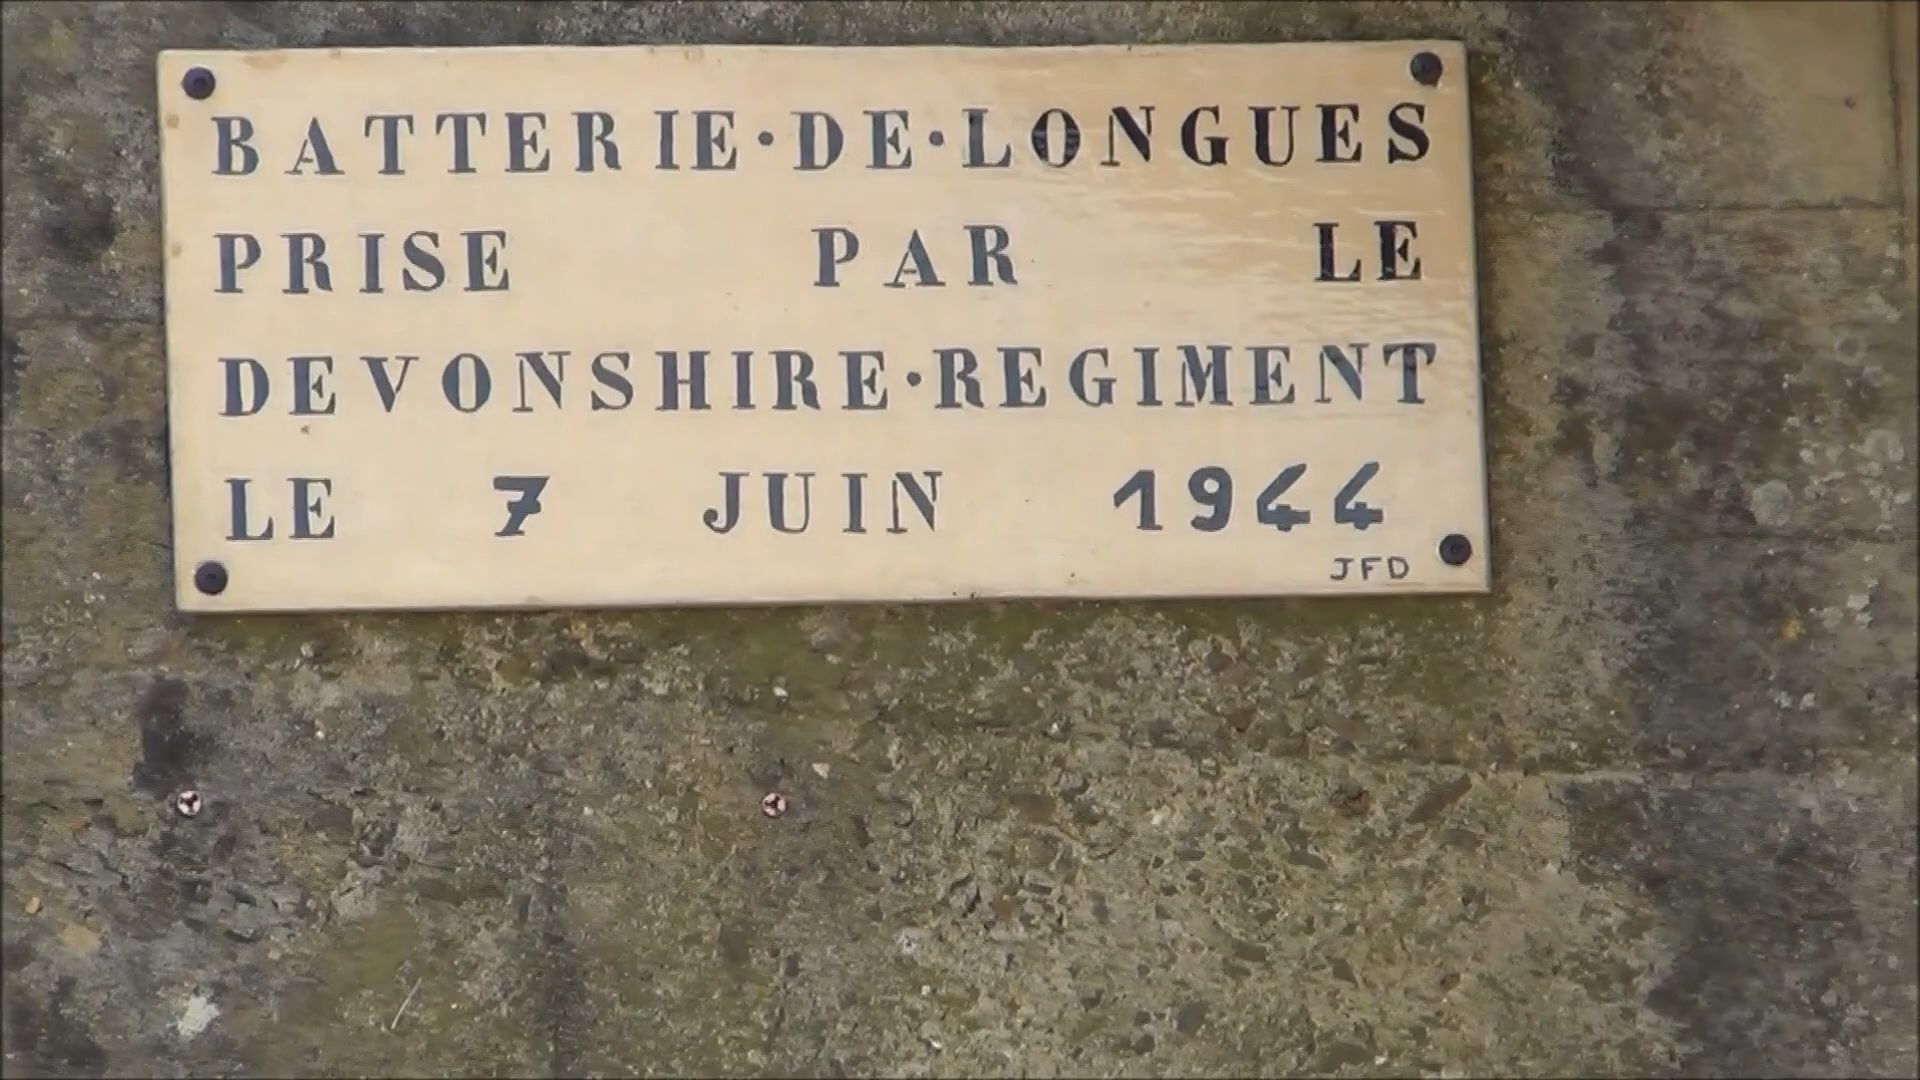 BATTERIE·DE·LONGUES
PRISE PAR LE
DEVONSHIRE·REGIMENT
LE 7 JUIN 1944
JFD